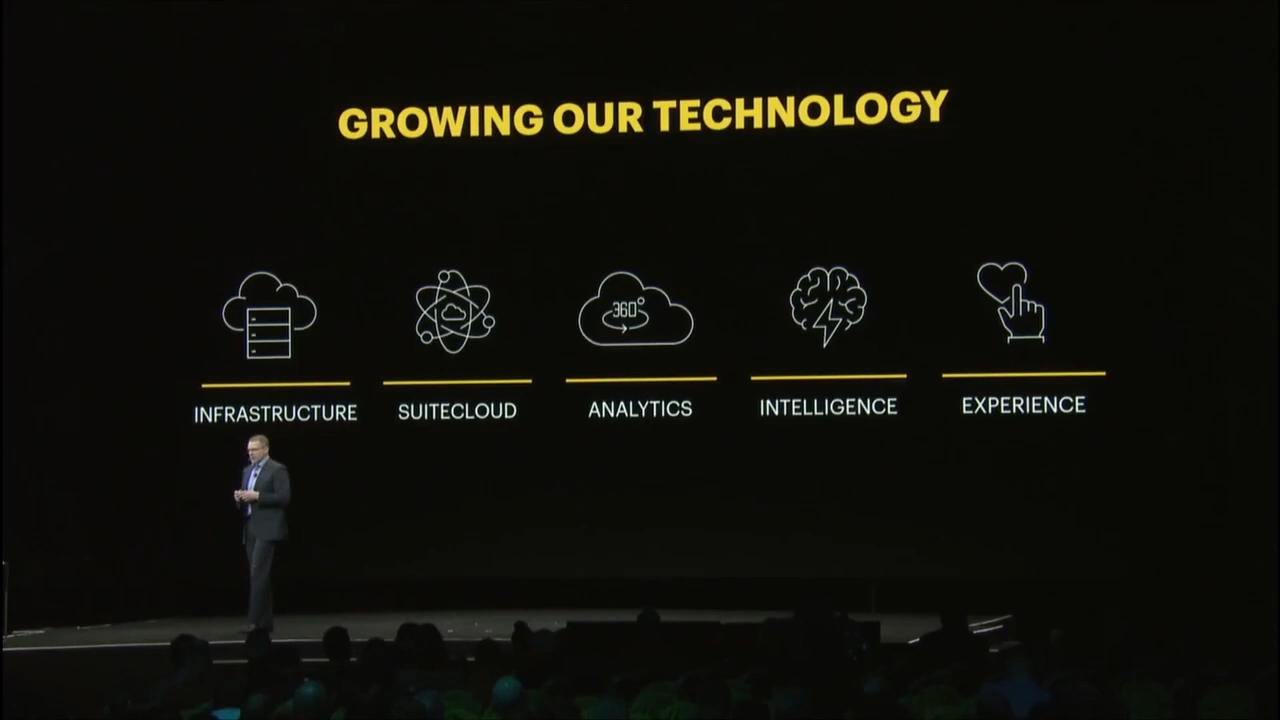 GROWING OUR TECHNOLOGY
360°
INFRASTRUCTURE
SUITECLOUD
ANALYTICS
INTELLIGENCE
EXPERIENCE